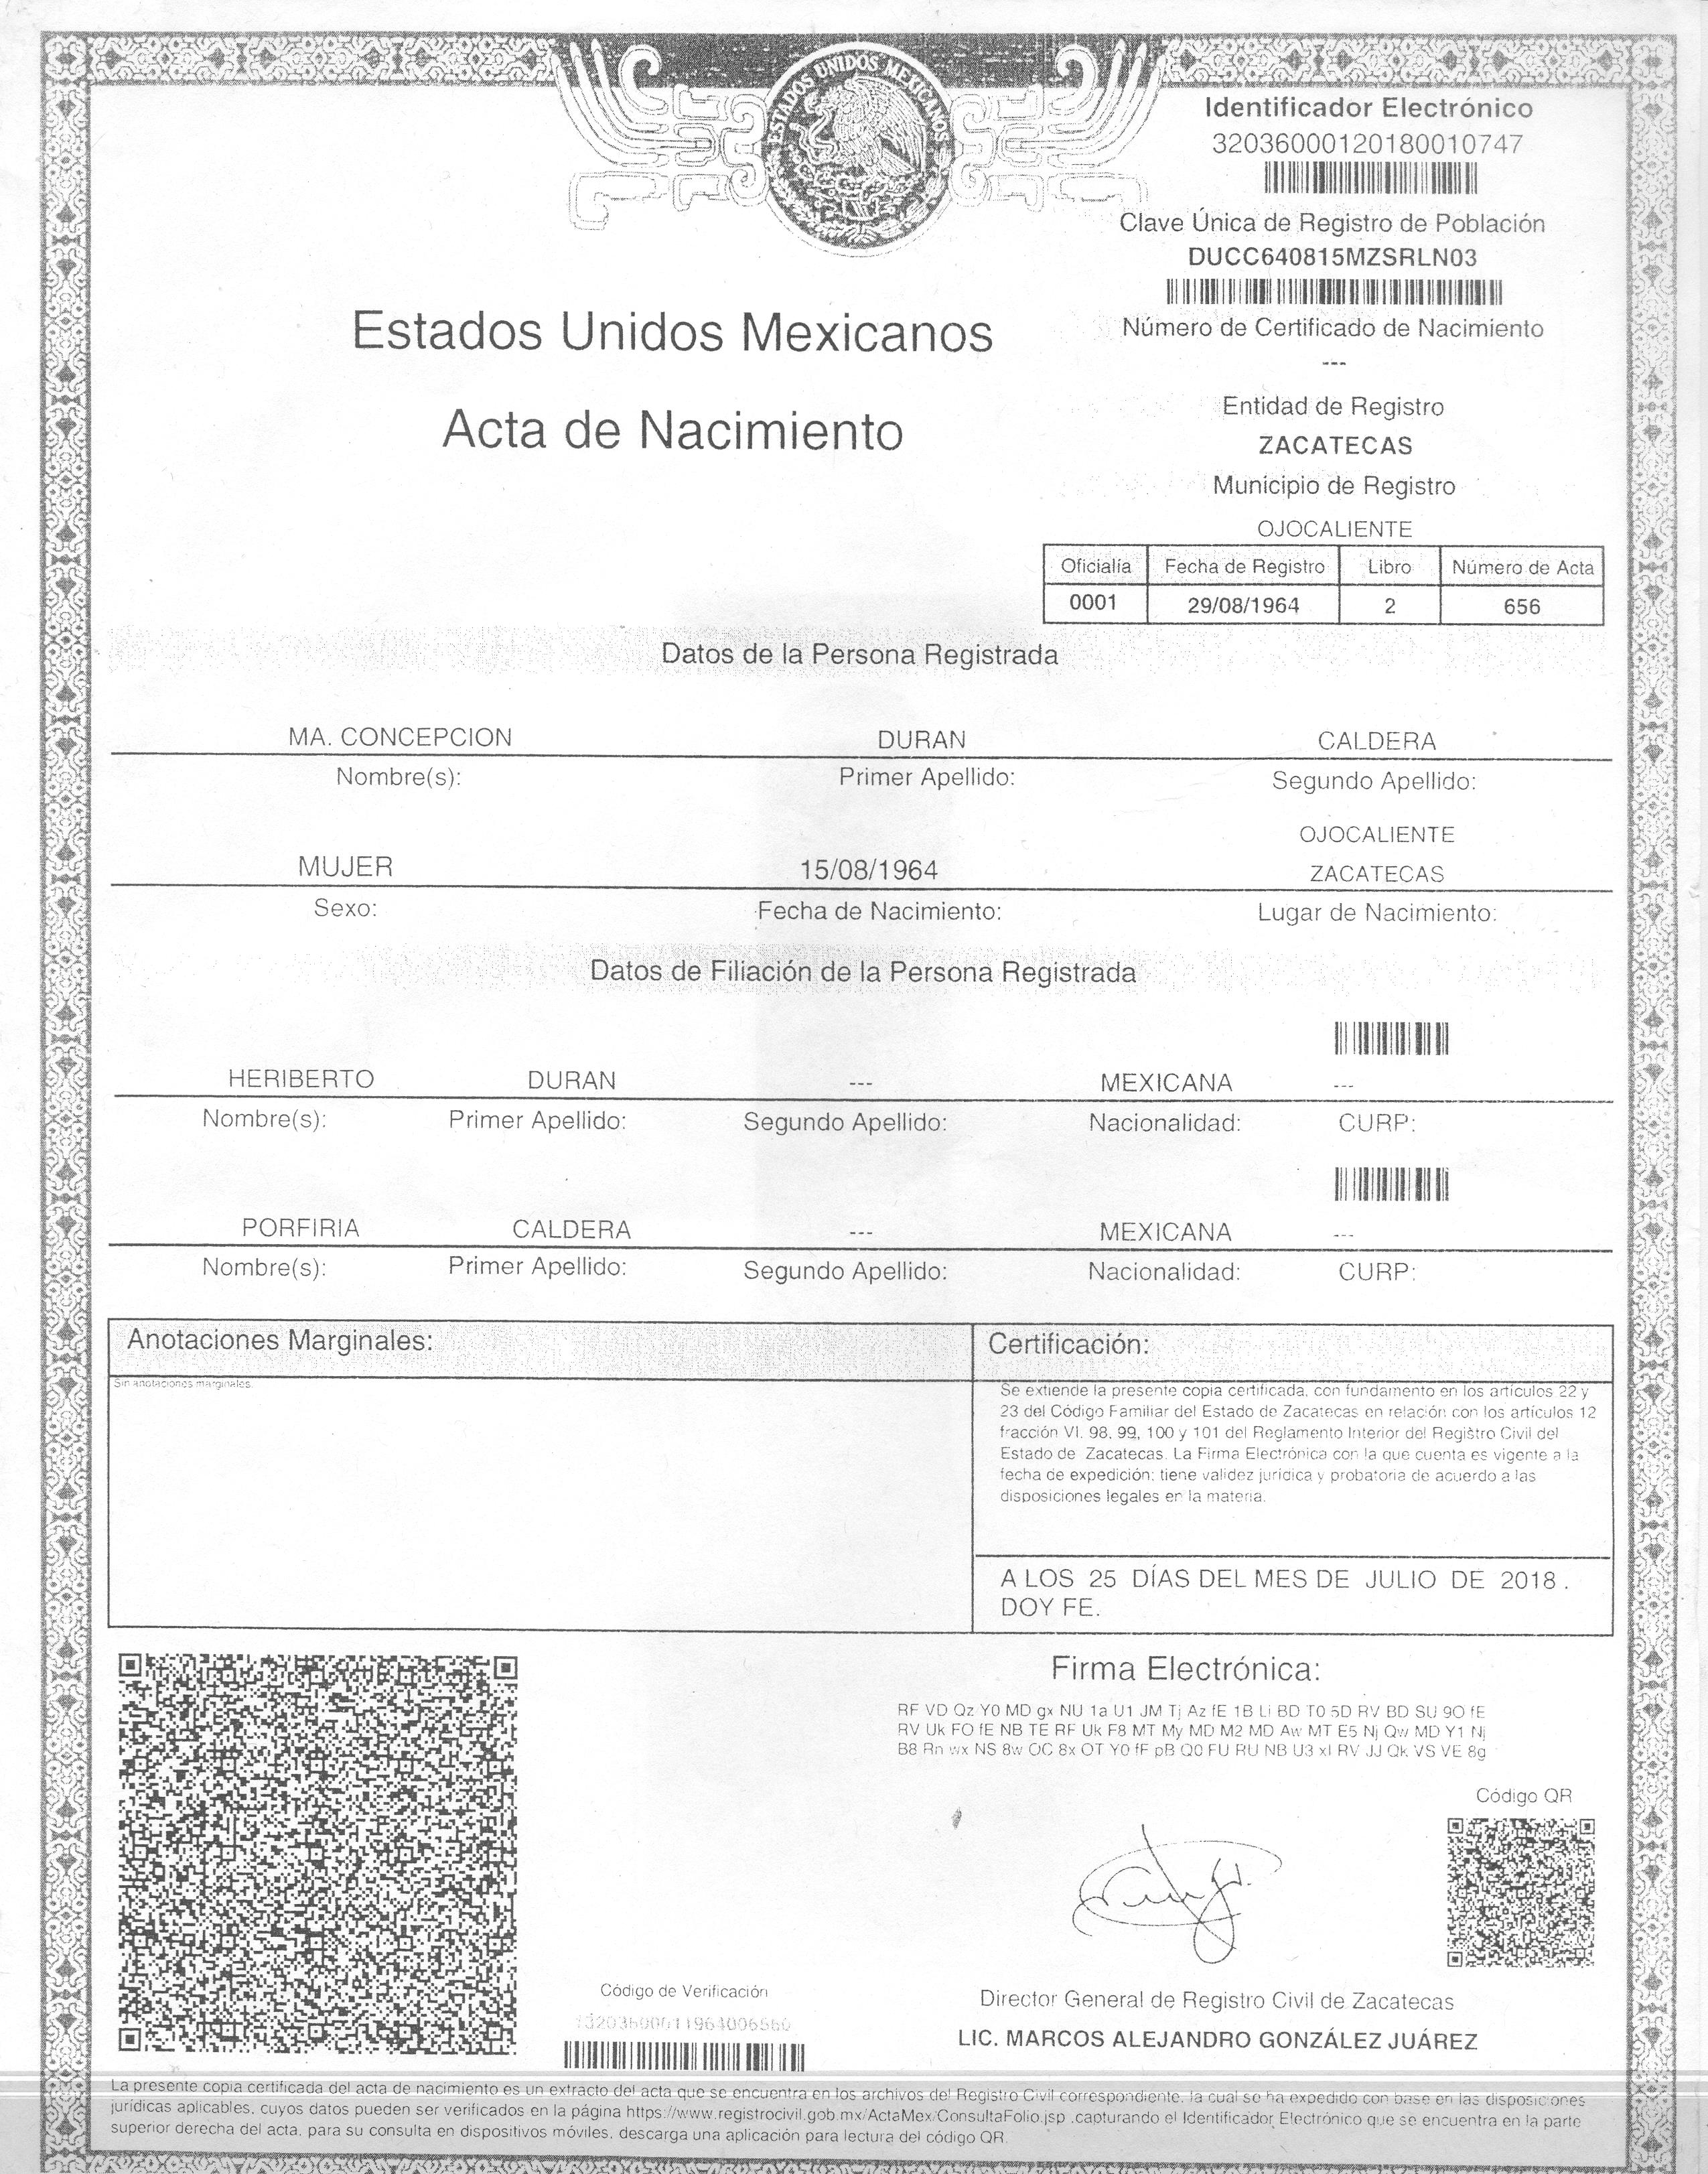 ESTADOS UNIDOS MEXICANOS
Identificador Electrónico
32036000120180010747
Clave Única de Registro de Población
DUCC640815MZSRLN03
Número de Certificado de Nacimiento
---
Estados Unidos Mexicanos
Acta de Nacimiento
Entidad de Registro
ZACATECAS
Municipio de Registro
OJOCALIENTE
Oficialía Fecha de Registro Libro Número de Acta
0001 29/08/1964 2 656
Datos de la Persona Registrada
MA. CONCEPCION DURAN CALDERA
Nombre(s): Primer Apellido: Segundo Apellido:
OJOCALIENTE
MUJER 15/08/1964 ZACATECAS
Sexo: Fecha de Nacimiento: Lugar de Nacimiento:
Datos de Filiación de la Persona Registrada
HERIBERTO DURAN --- MEXICANA ---
Nombre(s): Primer Apellido: Segundo Apellido: Nacionalidad: CURP:
PORFIRIA CALDERA --- MEXICANA ---
Nombre(s): Primer Apellido: Segundo Apellido: Nacionalidad: CURP:
Anotaciones Marginales:
Sin anotaciones marginales.
Certificación:
Se extiende la presente copia certificada, con fundamento en los artículos 22 y
23 del Código Familiar del Estado de Zacatecas en relación con los artículos 12
fracción VI, 98, 99, 100 y 101 del Reglamento Interior del Registro Civil del
Estado de Zacatecas. La Firma Electrónica con la que cuenta es vigente a la
fecha de expedición; tiene validez jurídica y probatoria de acuerdo a las
disposiciones legales en la materia.
A LOS 25 DÍAS DEL MES DE JULIO DE 2018.
DOY FE.
Firma Electrónica:
RF VD Qz Y0 MD gx NU 1a U1 JM Tj Az fE 1B Li BD T0 5D RV BD SU 9O fE
RV Uk FO fE NB TE RF Uk F8 MT My MD M2 MD Aw MT E5 Nj Qw MD Y1 Nj
B8 Rn wx NS 8w OC 8x OT Y0 fF pB Q0 FU RU NB U3 xl RV JJ Qk VS VE 8g
Código QR
Código de Verificación
Director General de Registro Civil de Zacatecas
LIC. MARCOS ALEJANDRO GONZÁLEZ JUÁREZ
La presente copia certificada del acta de nacimiento es un extracto del acta que se encuentra en los archivos del Registro Civil correspondiente, la cual se ha expedido con base en las disposiciones
jurídicas aplicables, cuyos datos pueden ser verificados en la página https://www.registrocivil.gob.mx/ActaMex/ConsultaFolio.jsp ,capturando el Identificador Electrónico que se encuentra en la parte
superior derecha del acta, para su consulta en dispositivos móviles, descarga una aplicación para lectura del código QR.